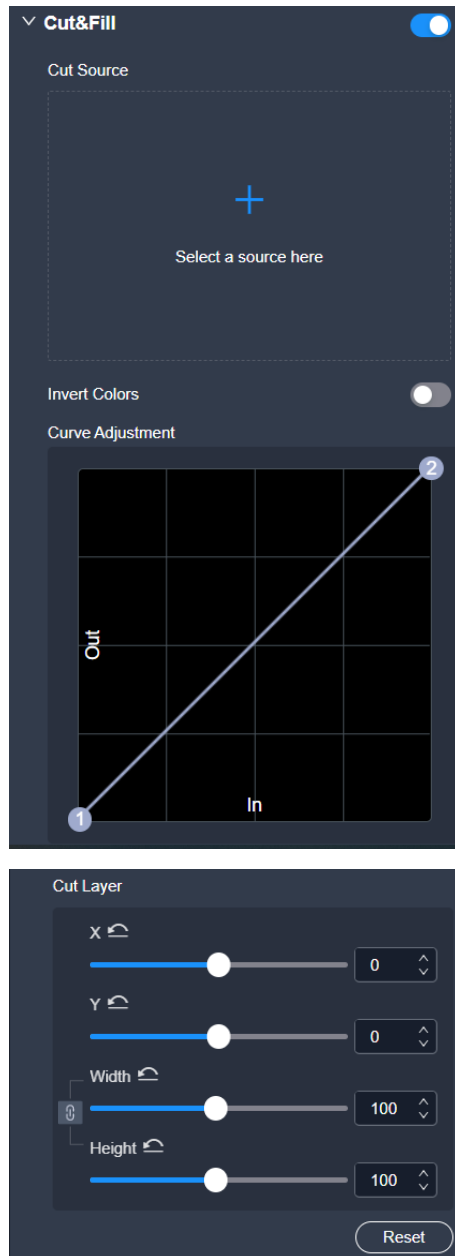 Cut&Fill
Cut Source
Select a source here
Invert Colors
Curve Adjustment
2
Out
In
1
Cut Layer
X
0
Y
0
Width
100
Height
100
Reset